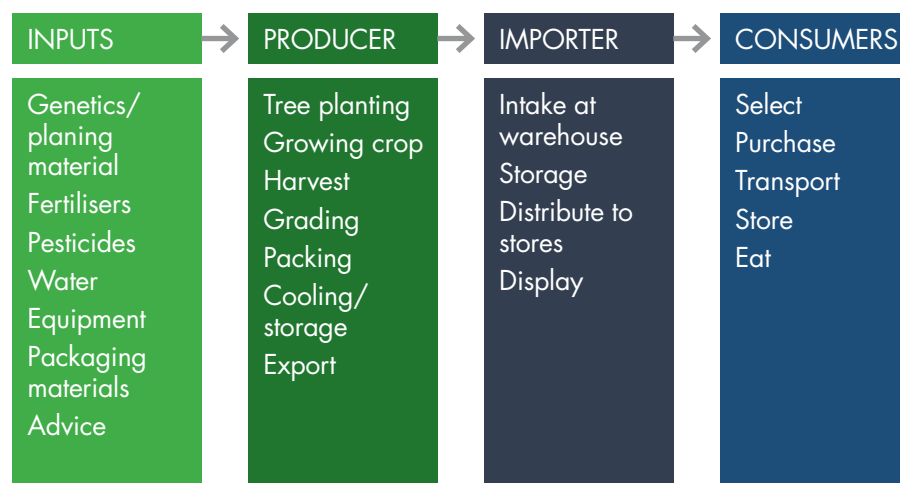 INPUTS
PRODUCER
IMPORTER
CONSUMERS
Genetics/
planing
material
Fertilisers
Pesticides
Water
Equipment
Packaging
materials
Advice
Tree planting
Growing crop
Harvest
Grading
Packing
Cooling/
storage
Export
Intake at
warehouse
Storage
Distribute to
stores
Display
Select
Purchase
Transport
Store
Eat